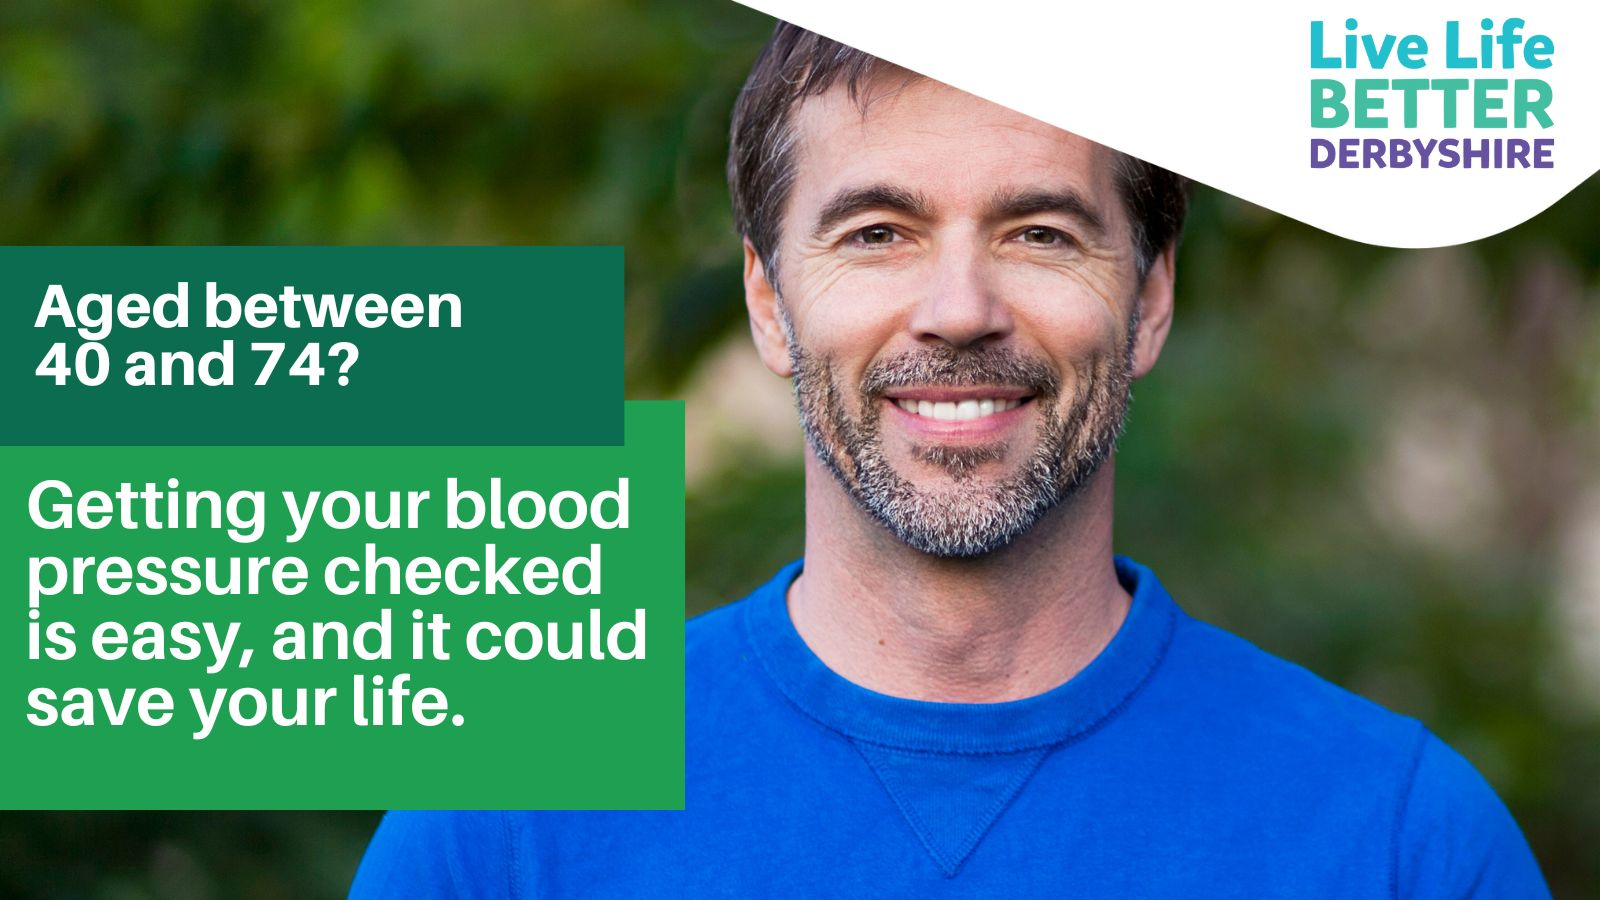 Live Life
BETTER
DERBYSHIRE
Aged between
40 and 74?
Getting your blood
pressure checked
is easy, and it could
save your life.